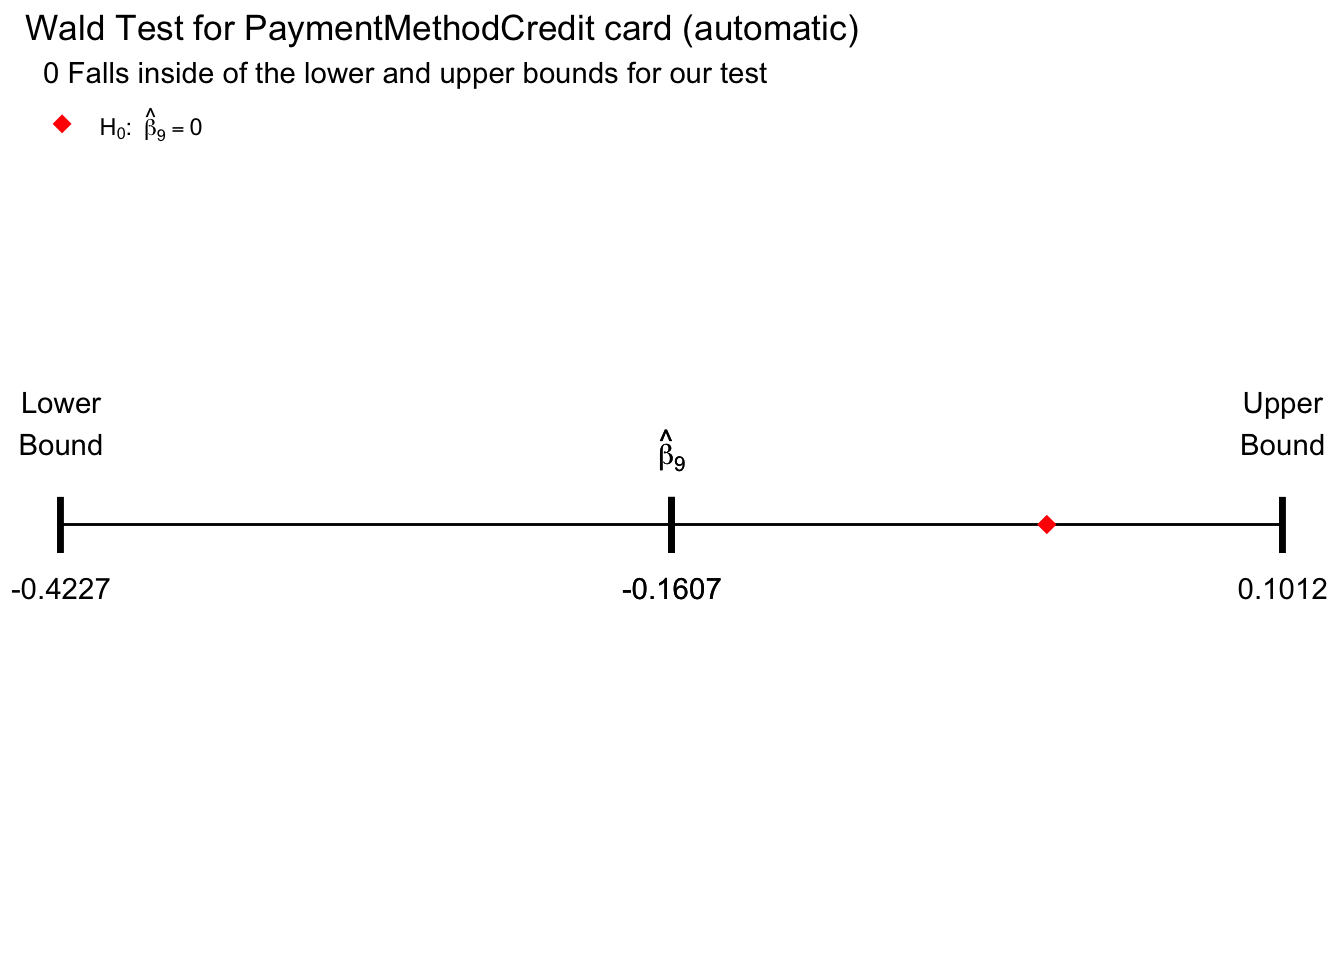 Wald Test for PaymentMethodCredit card (automatic)
0 Falls inside of the lower and upper bounds for our test
H₀: β̂₉ = 0
Lower
Bound
Upper
Bound
β̂₉
-0.4227
-0.1607
0.1012